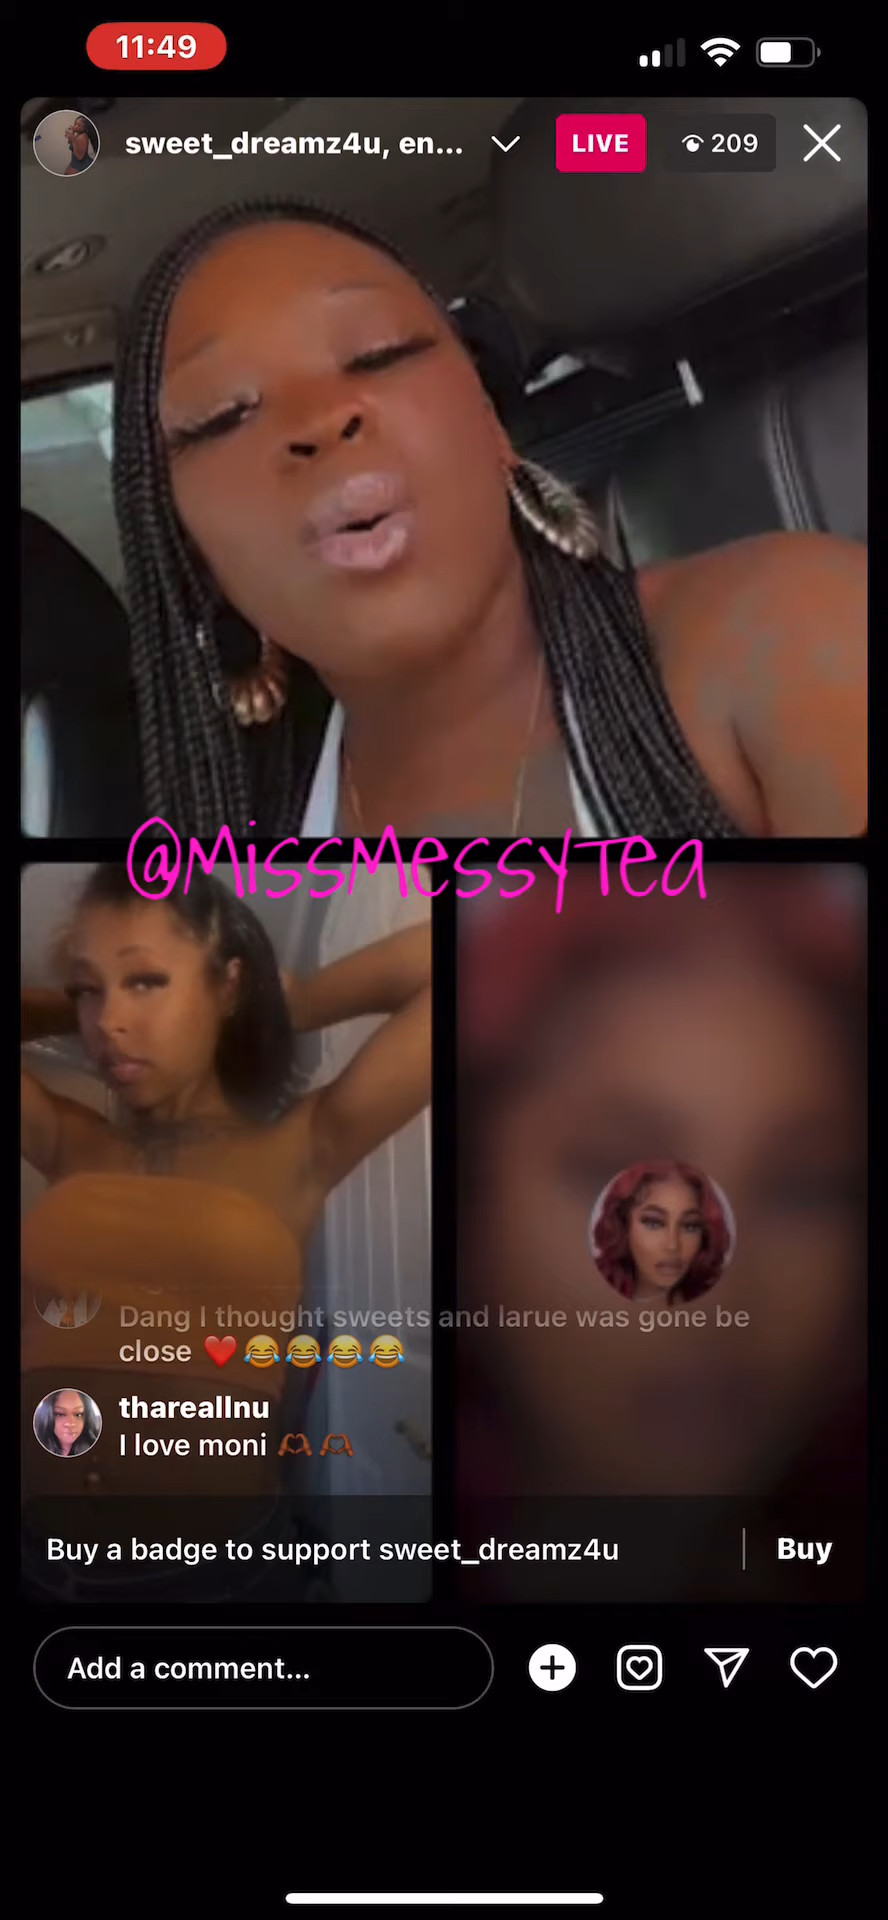 11:49
sweet_dreamz4u, en...
LIVE
209
@MissMessyTea
Dang I thought sweets and larue was gone be
close ❤️😂😂😂😂
thareallnu
I love moni 🫶🏾🫶🏾
Buy a badge to support sweet_dreamz4u
Buy
Add a comment...